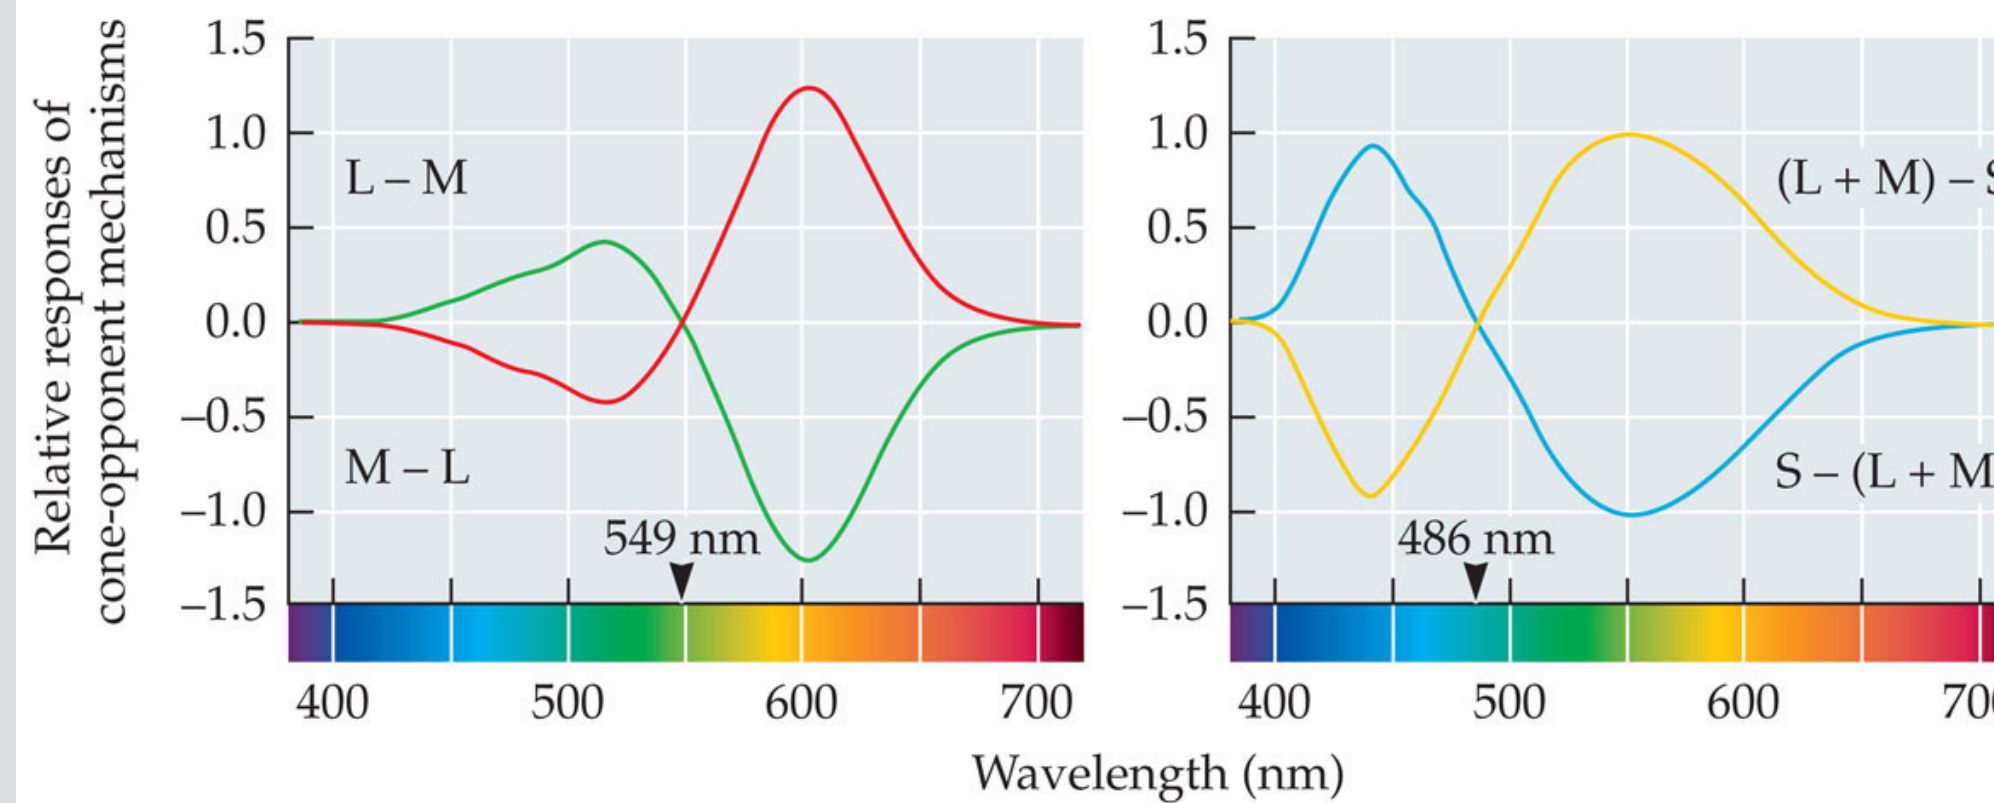 Relative responses of
cone-opponent mechanisms
1.5
1.0
0.5
0.0
–0.5
–1.0
–1.5
L – M
M – L
549 nm
400 500 600 700
1.5
1.0
0.5
0.0
–0.5
–1.0
–1.5
(L + M) – S
S – (L + M
486 nm
400 500 600 700
Wavelength (nm)